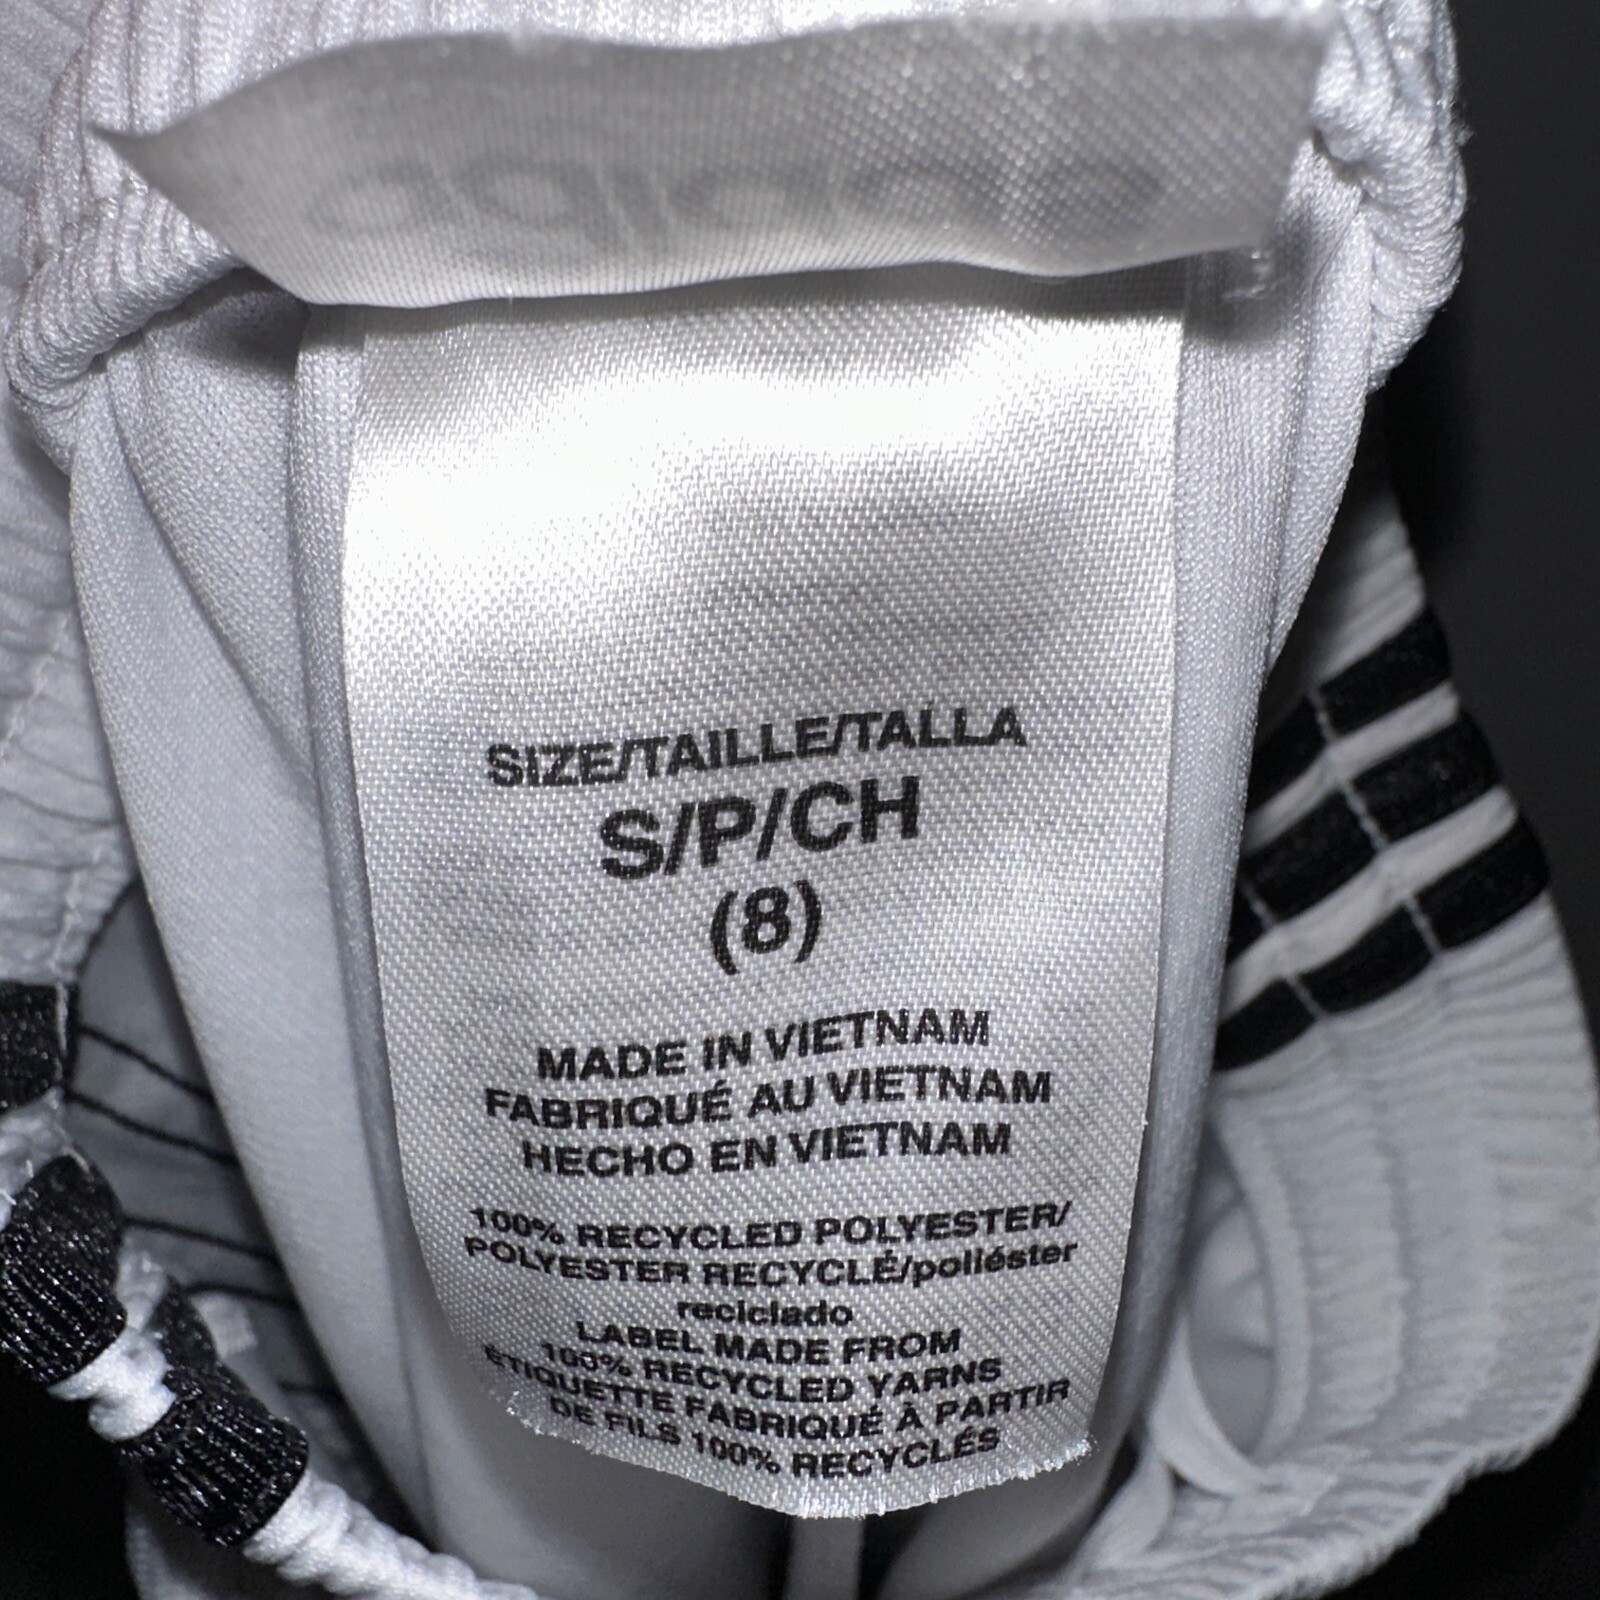 adidas
SIZE/TAILLE/TALLA
S/P/CH
(8)
MADE IN VIETNAM
FABRIQUÉ AU VIETNAM
HECHO EN VIETNAM
100% RECYCLED POLYESTER/
POLYESTER RECYCLÉ/poliéster
reciclado
LABEL MADE FROM
100% RECYCLED YARNS
ÉTIQUETTE FABRIQUÉ À PARTIR
DE FILS 100% RECYCLÉS